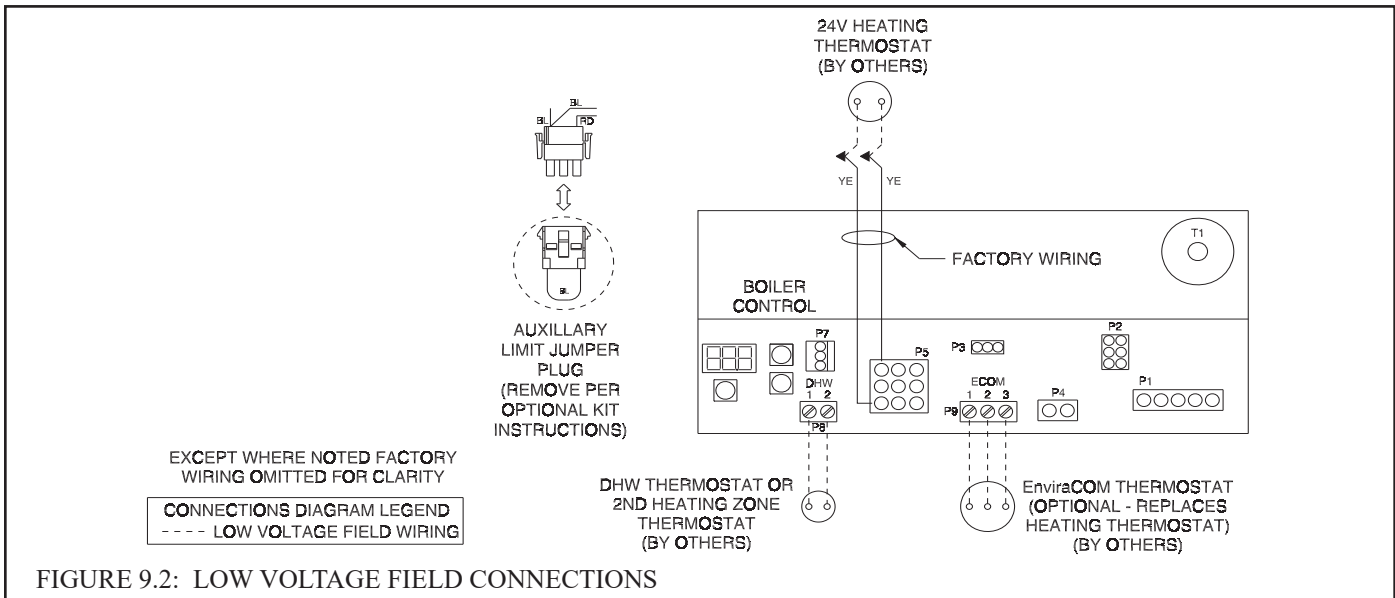 24V HEATING
THERMOSTAT
(BY OTHERS)
BL
BL
RD
YE
YE
T1
FACTORY WIRING
BOILER
CONTROL
BL
AUXILLARY
LIMIT JUMPER
PLUG
(REMOVE PER
OPTIONAL KIT
INSTRUCTIONS)
P7
P5
P3
P2
DHW
1 2
P8
ECOM
1 2 3
P9
P4
P1
EXCEPT WHERE NOTED FACTORY
WIRING OMITTED FOR CLARITY
CONNECTIONS DIAGRAM LEGEND
---- LOW VOLTAGE FIELD WIRING
DHW THERMOSTAT OR
2ND HEATING ZONE
THERMOSTAT
(BY OTHERS)
EnviraCOM THERMOSTAT
(OPTIONAL - REPLACES
HEATING THERMOSTAT)
(BY OTHERS)
FIGURE 9.2: LOW VOLTAGE FIELD CONNECTIONS